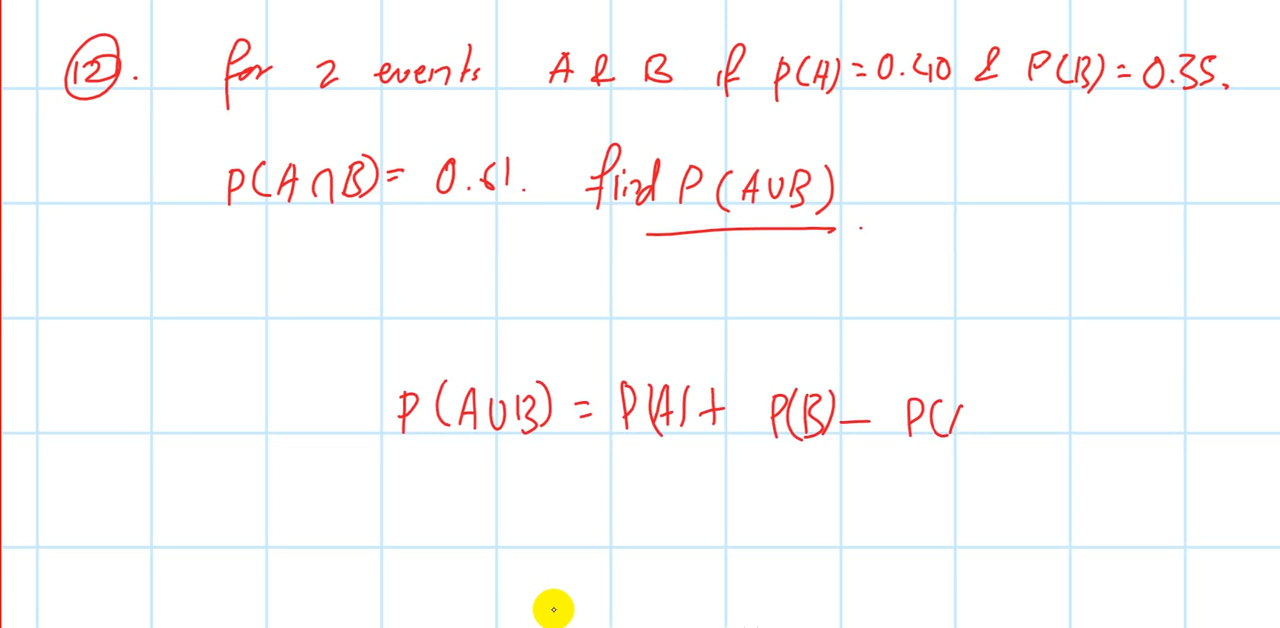 12. for 2 events A & B if P(A)=0.40 & P(B)=0.35.
P(A∩B)= 0.61. find P(A∪B).
P(A∪B) = P(A)+ P(B)– P(